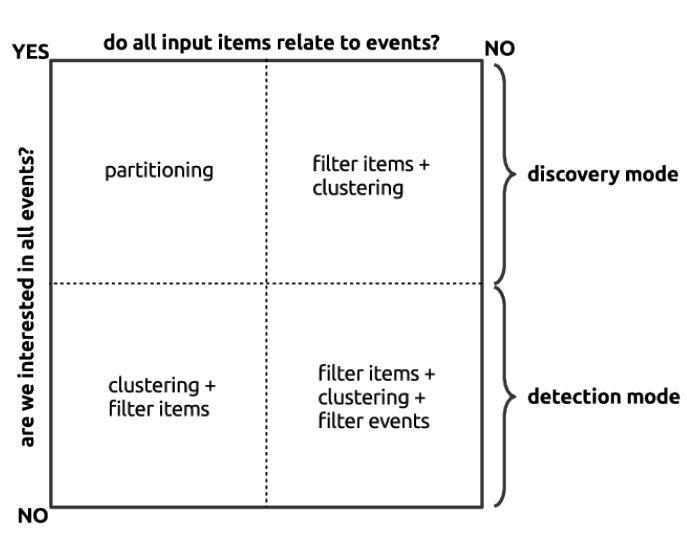 do all input items relate to events?
YES
NO
are we interested in all events?
partitioning
filter items +
clustering
discovery mode
clustering +
filter items
filter items +
clustering +
filter events
detection mode
NO